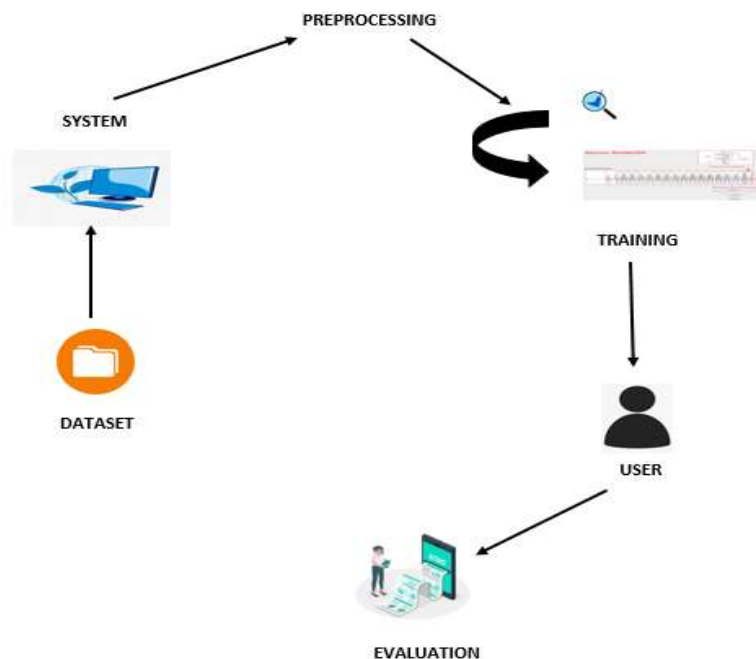 PREPROCESSING
SYSTEM
TRAINING
DATASET
USER
EVALUATION